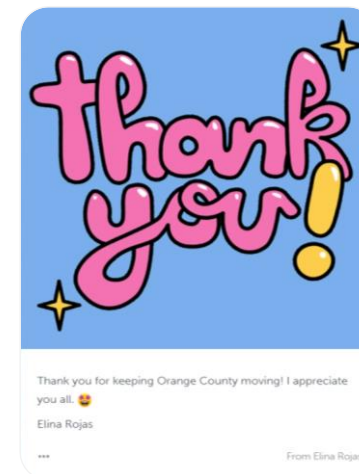 thank
you!
Thank you for keeping Orange County moving! I appreciate
you all. 🤩
Elina Rojas
...
From Elina Rojas